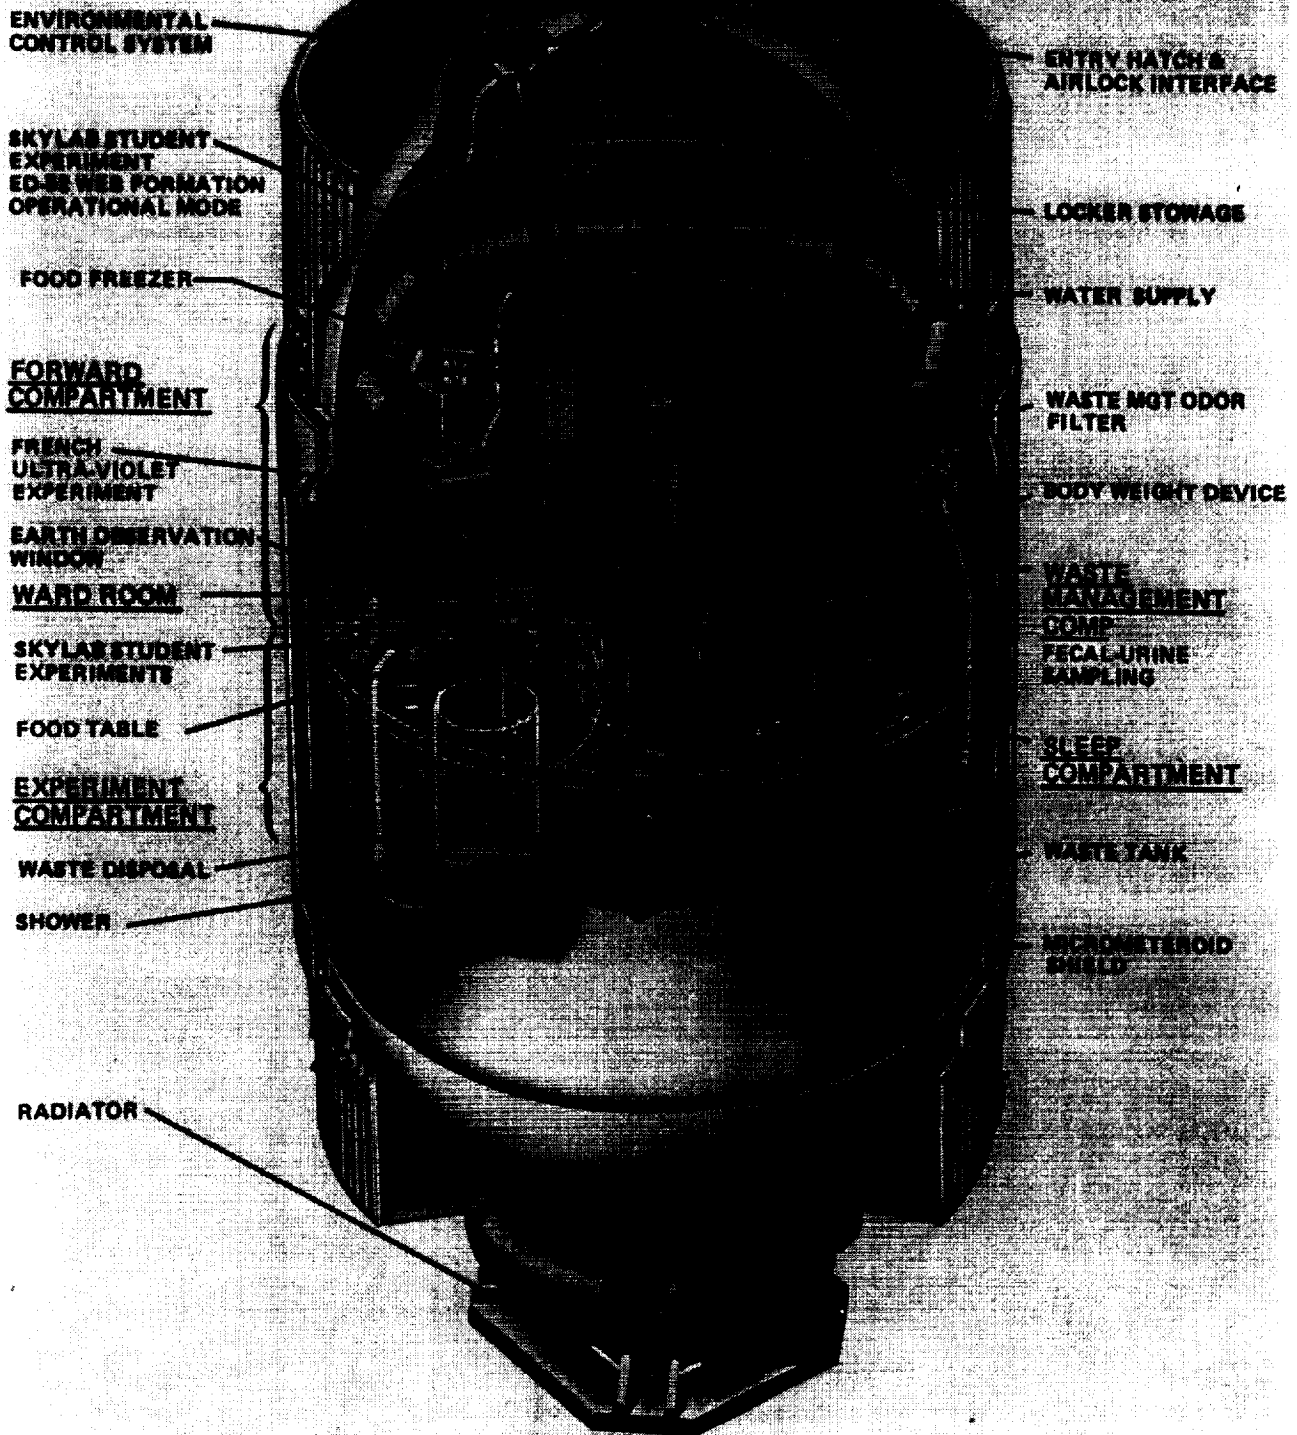 ENVIRONMENTAL
CONTROL SYSTEM
SKYLAB STUDENT
EXPERIMENT
ED-52 WEB FORMATION
OPERATIONAL MODE
FOOD FREEZER
FORWARD
COMPARTMENT
FRENCH
ULTRA-VIOLET
EXPERIMENT
EARTH OBSERVATION
WINDOW
WARD ROOM
SKYLAB STUDENT
EXPERIMENTS
FOOD TABLE
EXPERIMENT
COMPARTMENT
WASTE DISPOSAL
SHOWER
RADIATOR
ENTRY HATCH &
AIRLOCK INTERFACE
LOCKER STOWAGE
WATER SUPPLY
WASTE MGT ODOR
FILTER
BODY WEIGHT DEVICE
WASTE
MANAGEMENT
COMP
FECAL-URINE
SAMPLING
SLEEP
COMPARTMENT
WASTE TANK
MICROMETEROID
SHIELD